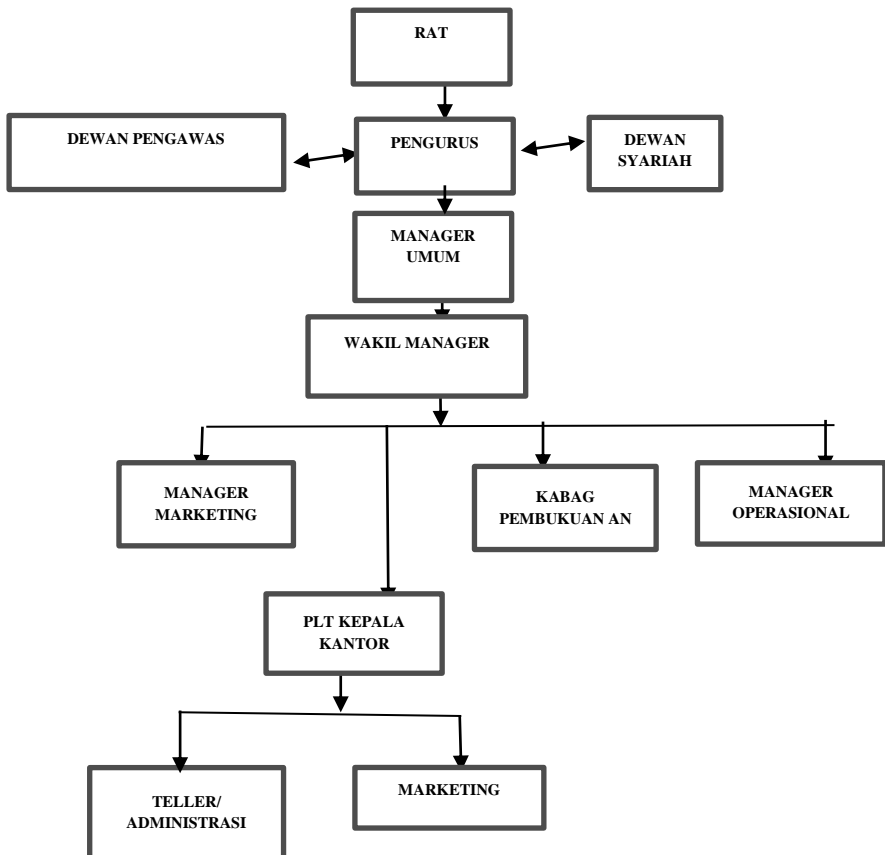 RAT
DEWAN PENGAWAS
PENGURUS
DEWAN
SYARIAH
MANAGER
UMUM
WAKIL MANAGER
MANAGER
MARKETING
KABAG
PEMBUKUAN AN
MANAGER
OPERASIONAL
PLT KEPALA
KANTOR
TELLER/
ADMINISTRASI
MARKETING